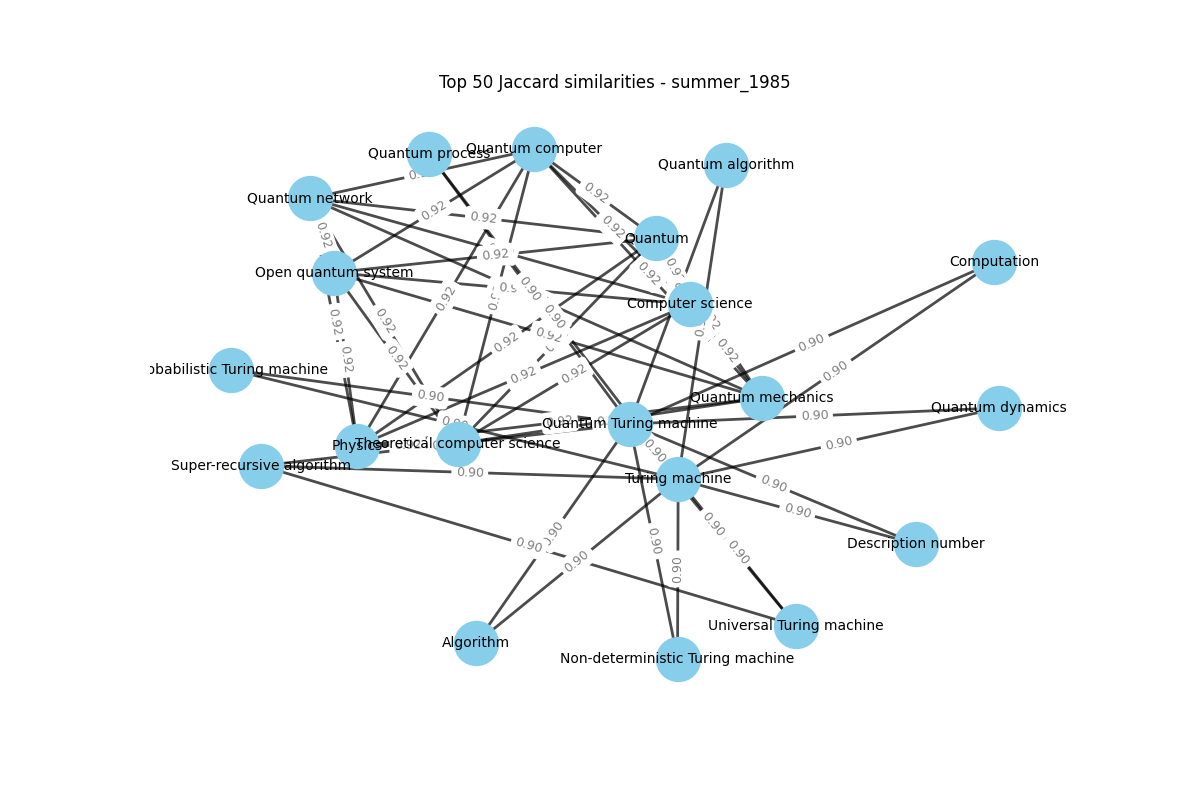 Top 50 Jaccard similarities - summer_1985
Quantum process
Quantum computer
Quantum algorithm
Quantum network
0.92
0.92
0.92
0.92
0.92
Quantum
Computation
Open quantum system
0.92
0.92
0.90
0.90
Computer science
0.92
0.92
0.92
0.92
0.92
0.90
obabilistic Turing machine
0.92
0.92
0.92
0.92
0.92
0.90
0.90
Quantum mechanics
Quantum dynamics
0.90
Quantum Turing machine
Physics
Theoretical computer science
0.90
0.90
Super-recursive algorithm
0.90
Turing machine
0.90
0.90
0.90
0.90
0.90
0.90
0.90
0.90
Description number
0.90
Universal Turing machine
Algorithm
Non-deterministic Turing machine